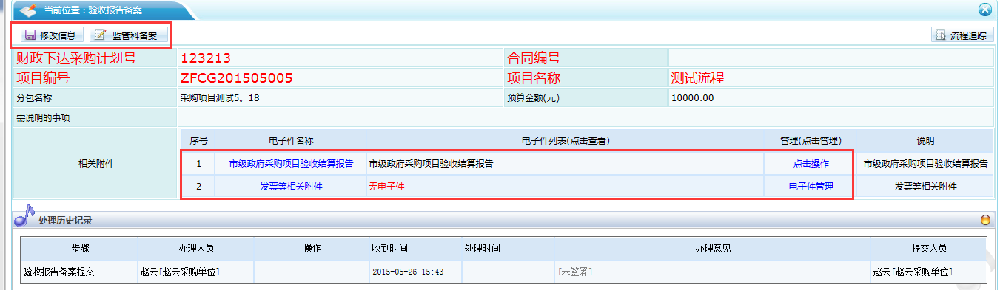 当前位置：验收报告备案
修改信息 监管科备案 流程追踪
财政下达采购计划号 123213 合同编号
项目编号 ZFCG201505005 项目名称 测试流程
分包名称 采购项目测试5。18 预算金额(元) 10000.00
需说明的事项
相关附件
序号 电子件名称 电子件列表(点击查看) 管理(点击管理) 说明
1 市级政府采购项目验收结算报告 市级政府采购项目验收结算报告 点击操作 市级政府采购项目验收结算报告
2 发票等相关附件 无电子件 电子件管理 发票等相关附件
处理历史记录
步骤 办理人员 操作 收到时间 处理时间 办理意见 提交人员
验收报告备案提交 赵云[赵云采购单位] 2015-05-26 15:43 [未签署] 赵云[赵云采购单位]